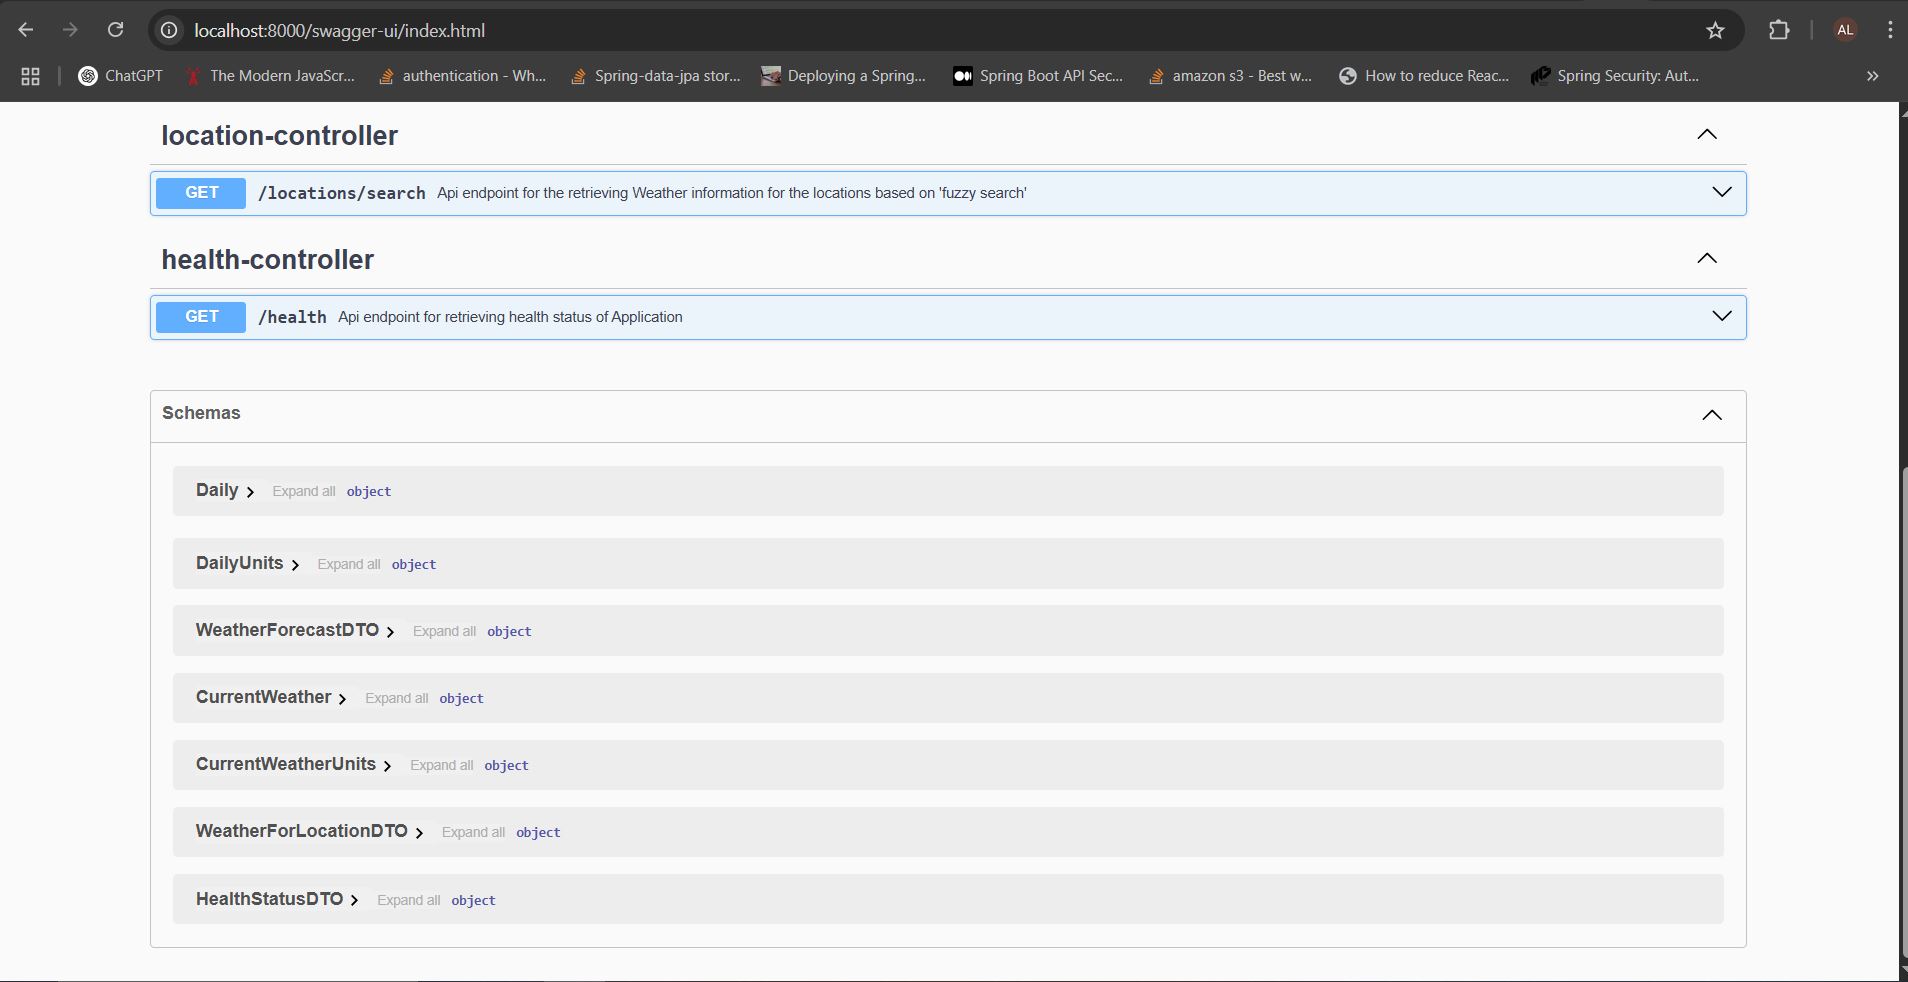 localhost:8000/swagger-ui/index.html
AL
ChatGPT
The Modern JavaScr...
authentication - Wh...
Spring-data-jpa stor...
Deploying a Spring...
Spring Boot API Sec...
amazon s3 - Best w...
How to reduce Reac...
Spring Security: Aut...
location-controller
GET /locations/search Api endpoint for the retrieving Weather information for the locations based on 'fuzzy search'
health-controller
GET /health Api endpoint for retrieving health status of Application
Schemas
Daily Expand all object
DailyUnits Expand all object
WeatherForecastDTO Expand all object
CurrentWeather Expand all object
CurrentWeatherUnits Expand all object
WeatherForLocationDTO Expand all object
HealthStatusDTO Expand all object